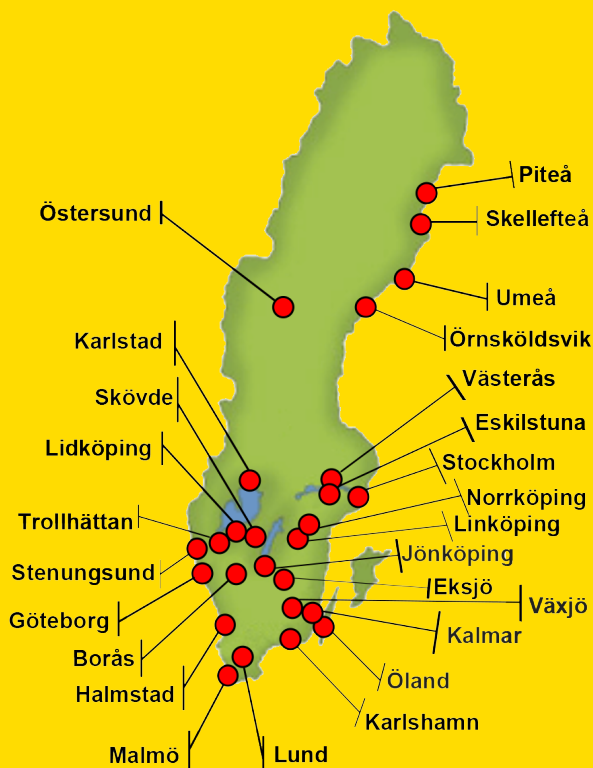 Piteå
Östersund
Skellefteå
Umeå
Karlstad
Örnsköldsvik
Västerås
Skövde
Eskilstuna
Lidköping
Stockholm
Norrköping
Trollhättan
Linköping
Jönköping
Stenungsund
Eksjö
Växjö
Göteborg
Kalmar
Borås
Öland
Halmstad
Karlshamn
Malmö
Lund